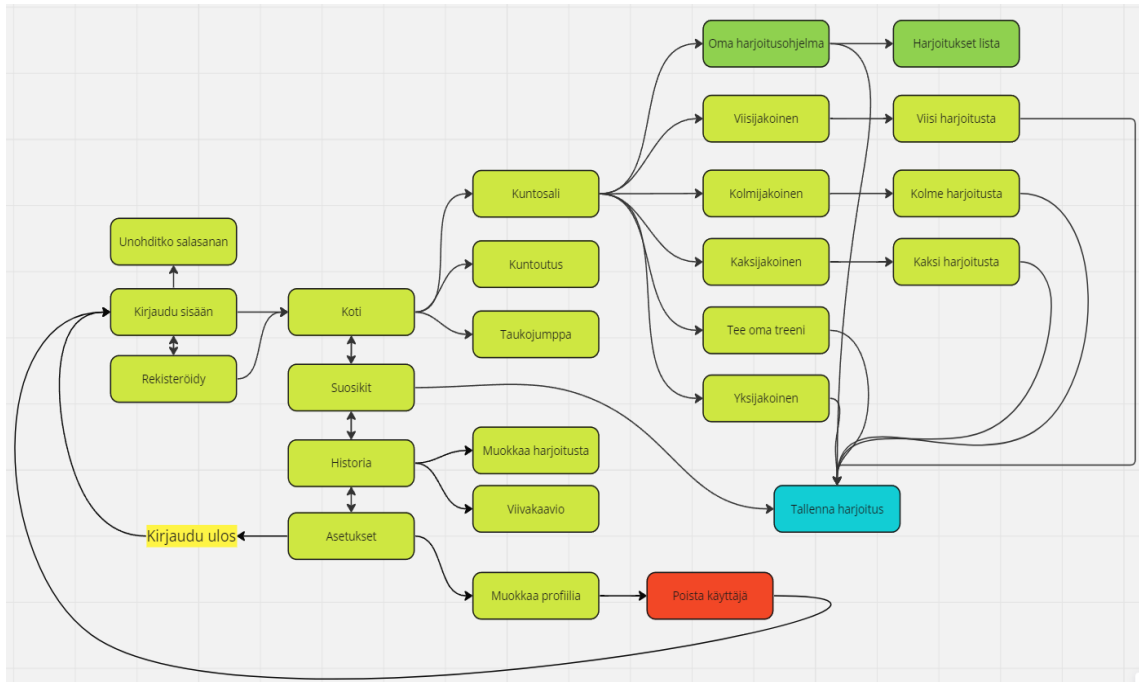 Oma harjoitusohjelma
Harjoitukset lista
Viisijakoinen
Viisi harjoitusta
Kuntosali
Kolmijakoinen
Kolme harjoitusta
Unohditko salasanan
Kuntoutus
Kaksijakoinen
Kaksi harjoitusta
Kirjaudu sisään
Koti
Taukojumppa
Tee oma treeni
Rekisteröidy
Suosikit
Yksijakoinen
Historia
Muokkaa harjoitusta
Viivakaavio
Tallenna harjoitus
Kirjaudu ulos
Asetukset
Muokkaa profiilia
Poista käyttäjä